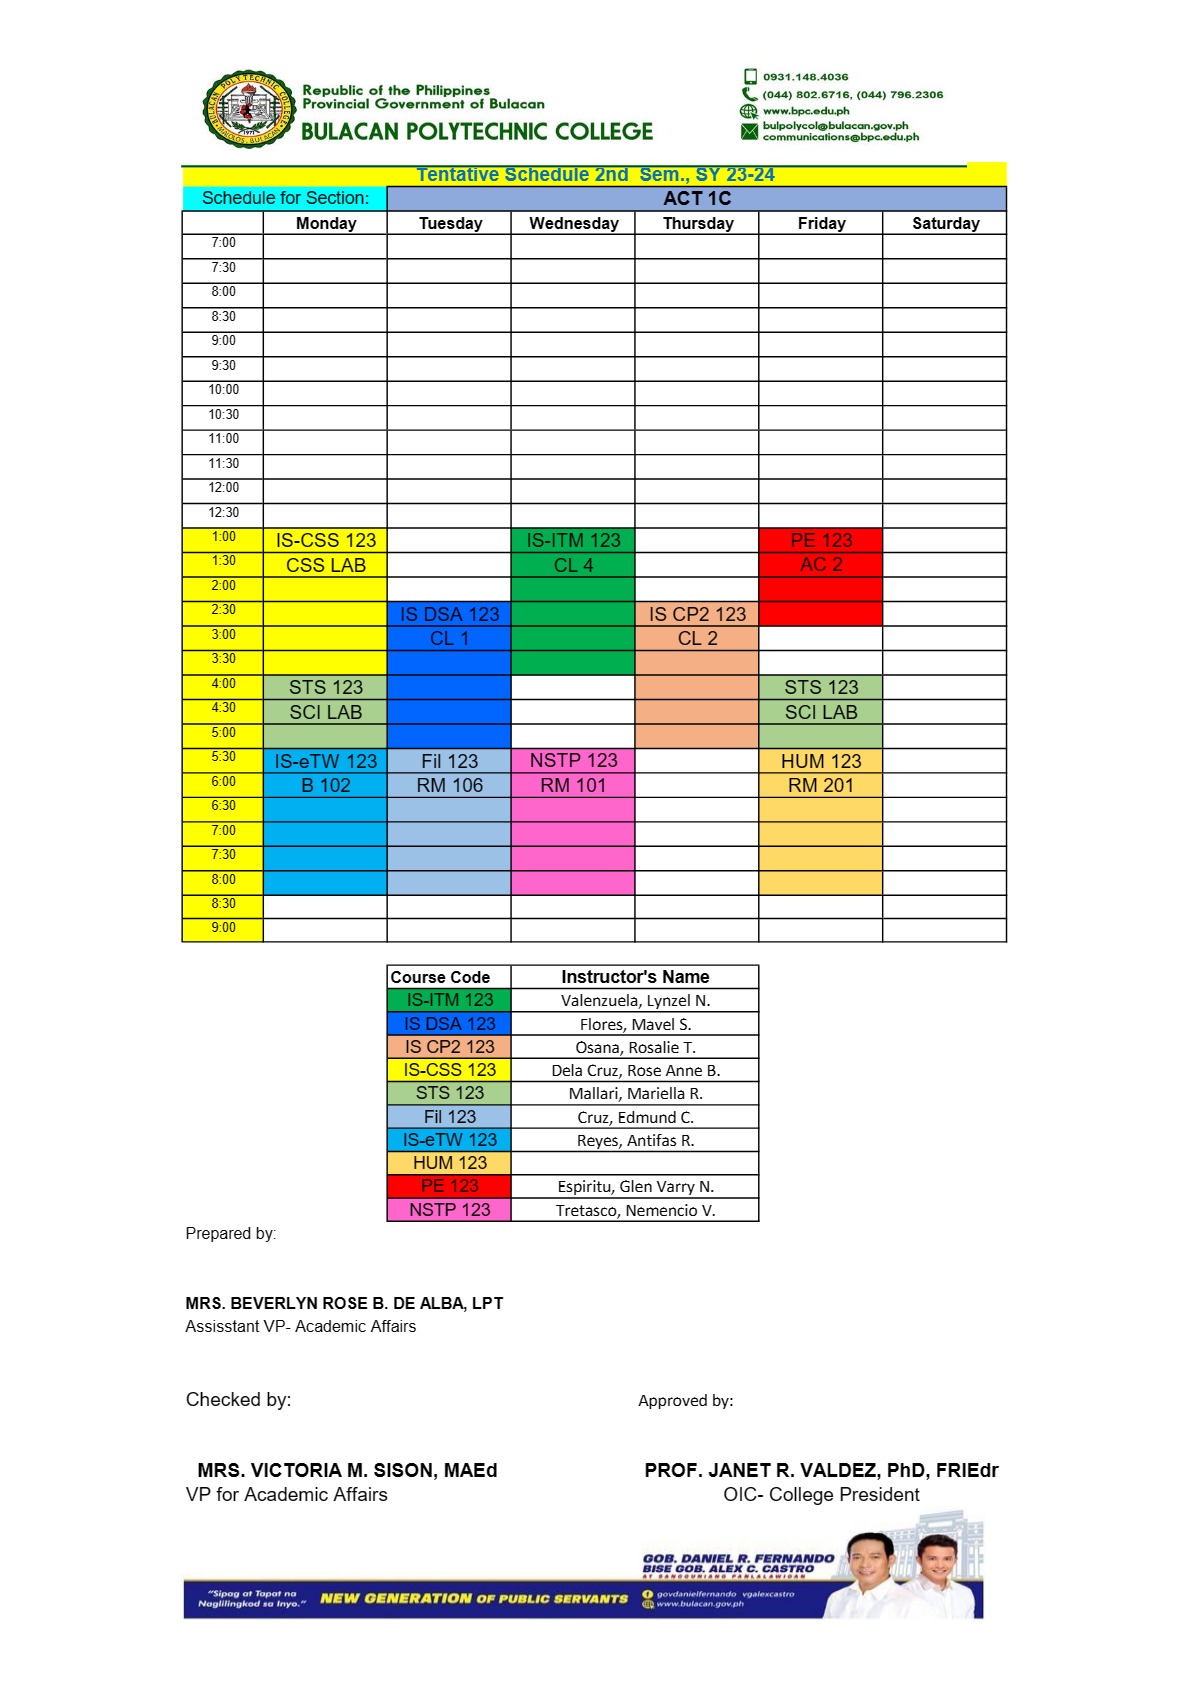 BULACAN POLYTECHNIC COLLEGE
MALOLOS, BULACAN
1971
Republic of the Philippines
Provincial Government of Bulacan
BULACAN POLYTECHNIC COLLEGE
0931.148.4036
(044) 802.6716, (044) 796.2306
www.bpc.edu.ph
bulpolycol@bulacan.gov.ph
communications@bpc.edu.ph
Tentative Schedule 2nd Sem., SY 23-24
Schedule for Section: ACT 1C
Monday Tuesday Wednesday Thursday Friday Saturday
7:00
7:30
8:00
8:30
9:00
9:30
10:00
10:30
11:00
11:30
12:00
12:30
1:00 IS-CSS 123 IS-ITM 123 PE 123
1:30 CSS LAB CL 4 AC 2
2:00
2:30 IS DSA 123 IS CP2 123
3:00 CL 1 CL 2
3:30
4:00 STS 123 STS 123
4:30 SCI LAB SCI LAB
5:00
5:30 IS-eTW 123 Fil 123 NSTP 123 HUM 123
6:00 B 102 RM 106 RM 101 RM 201
6:30
7:00
7:30
8:00
8:30
9:00
Course Code Instructor's Name
IS-ITM 123 Valenzuela, Lynzel N.
IS DSA 123 Flores, Mavel S.
IS CP2 123 Osana, Rosalie T.
IS-CSS 123 Dela Cruz, Rose Anne B.
STS 123 Mallari, Mariella R.
Fil 123 Cruz, Edmund C.
IS-eTW 123 Reyes, Antifas R.
HUM 123
PE 123 Espiritu, Glen Varry N.
NSTP 123 Tretasco, Nemencio V.
Prepared by:
MRS. BEVERLYN ROSE B. DE ALBA, LPT
Assisstant VP- Academic Affairs
Checked by: Approved by:
MRS. VICTORIA M. SISON, MAEd PROF. JANET R. VALDEZ, PhD, FRIEdr
VP for Academic Affairs OIC- College President
GOB. DANIEL R. FERNANDO
BISE GOB. ALEX C. CASTRO
AT SANGGUNIANG PANLALAWIGAN
"Sipag at Tapat na
Naglilingkod sa Inyo."
NEW GENERATION OF PUBLIC SERVANTS
govdanielfernando vgalexcastro
www.bulacan.gov.ph